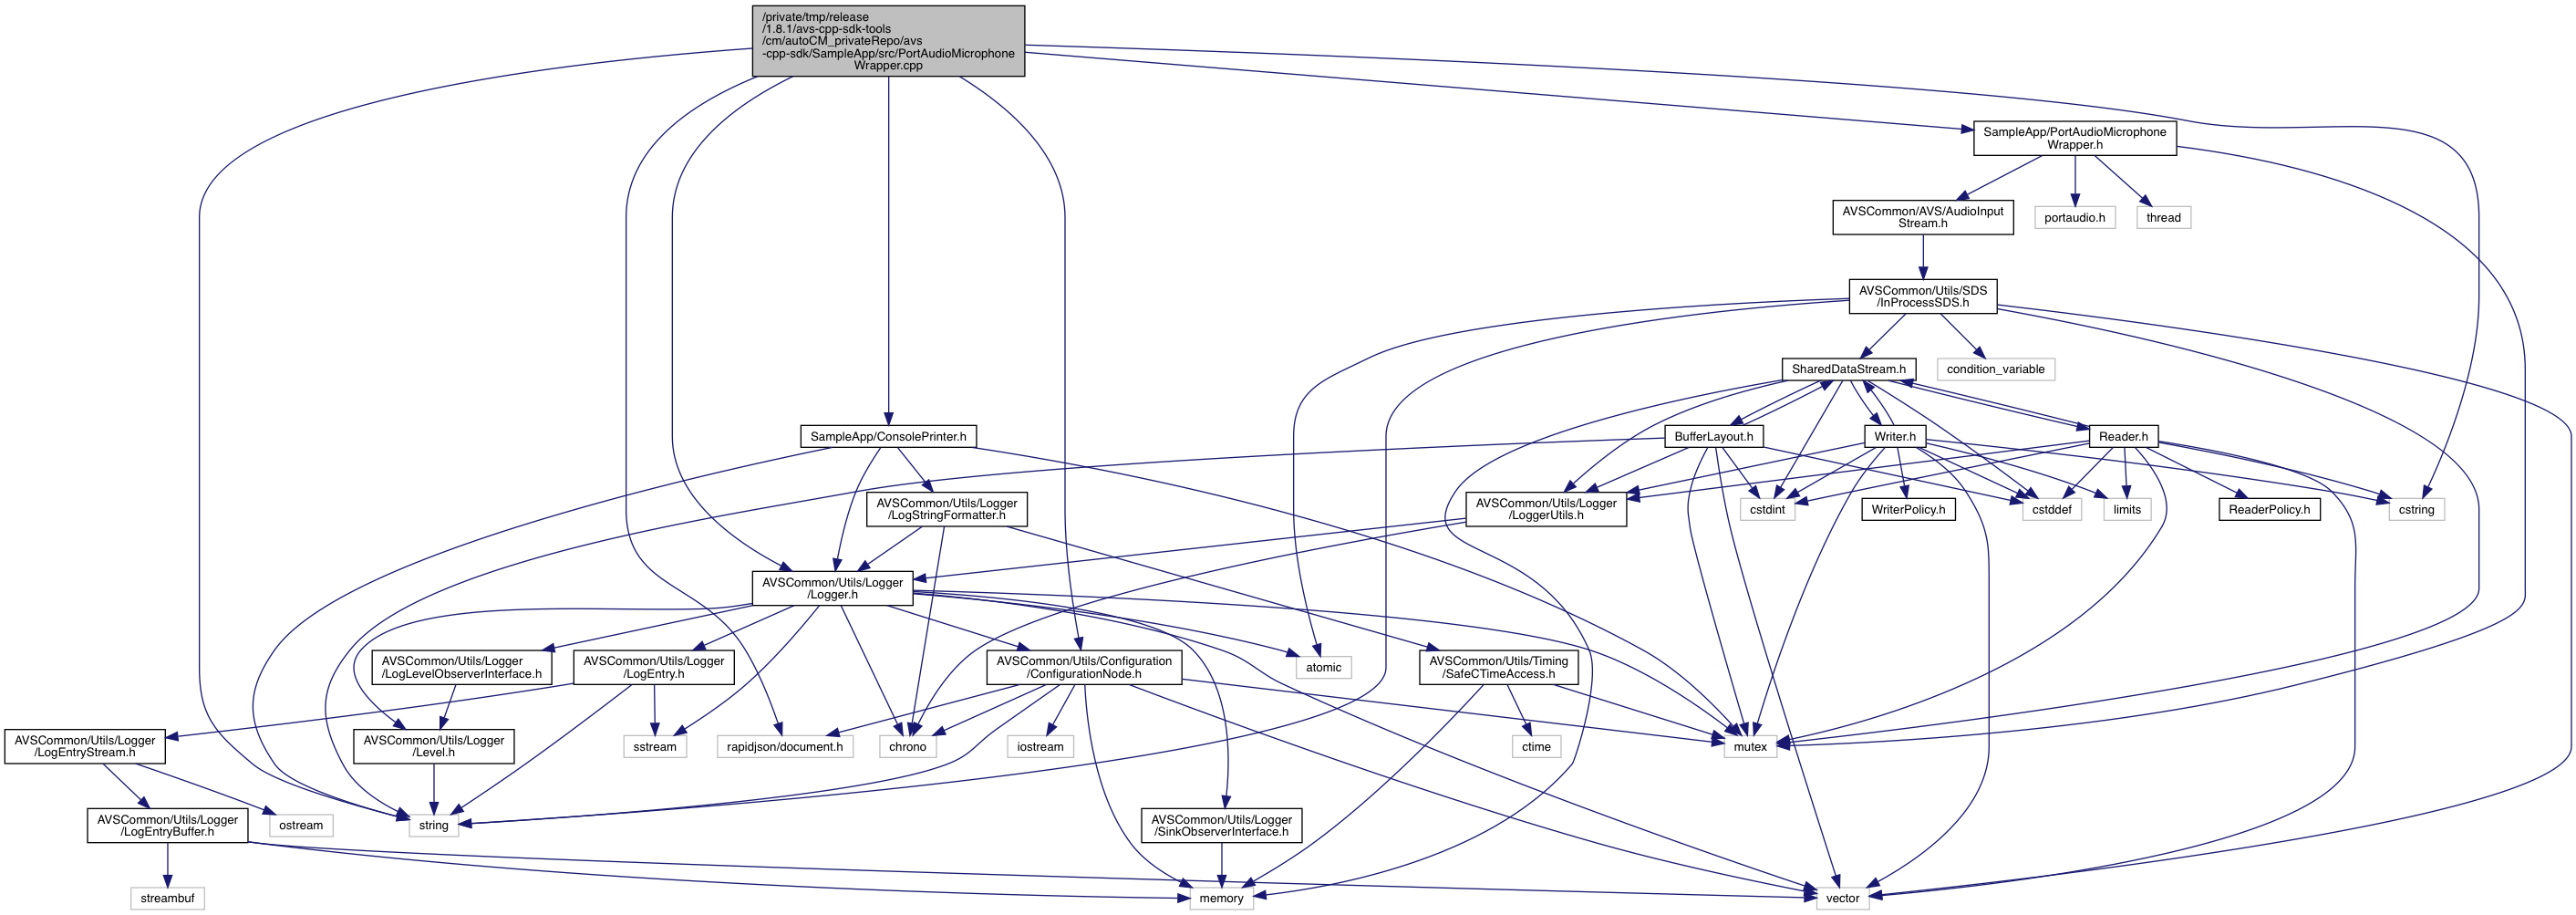 /private/tmp/release
/1.8.1/avs-cpp-sdk-tools
/cm/autoCM_privateRepo/avs
-cpp-sdk/SampleApp/src/PortAudioMicrophone
Wrapper.cpp
SampleApp/PortAudioMicrophone
Wrapper.h
AVSCommon/AVS/AudioInput
Stream.h
portaudio.h
thread
AVSCommon/Utils/SDS
/InProcessSDS.h
SharedDataStream.h
condition_variable
SampleApp/ConsolePrinter.h
BufferLayout.h
Writer.h
Reader.h
AVSCommon/Utils/Logger
/LogStringFormatter.h
AVSCommon/Utils/Logger
/LoggerUtils.h
cstdint
WriterPolicy.h
cstddef
limits
ReaderPolicy.h
cstring
AVSCommon/Utils/Logger
/Logger.h
AVSCommon/Utils/Logger
/LogLevelObserverInterface.h
AVSCommon/Utils/Logger
/LogEntry.h
AVSCommon/Utils/Configuration
/ConfigurationNode.h
atomic
AVSCommon/Utils/Timing
/SafeCTimeAccess.h
AVSCommon/Utils/Logger
/LogEntryStream.h
AVSCommon/Utils/Logger
/Level.h
sstream
rapidjson/document.h
chrono
iostream
ctime
mutex
AVSCommon/Utils/Logger
/LogEntryBuffer.h
ostream
string
AVSCommon/Utils/Logger
/SinkObserverInterface.h
streambuf
memory
vector